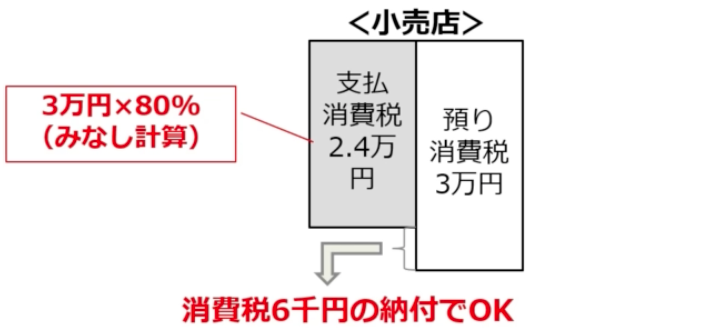 ＜小売店＞
3万円×80%
（みなし計算）
支払
消費税
2.4万
円
預り
消費税
3万円
消費税6千円の納付でOK